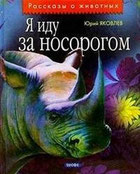 Рассказы о животных
Юрий ЯКОВЛЕВ
Я иду
за носорогом